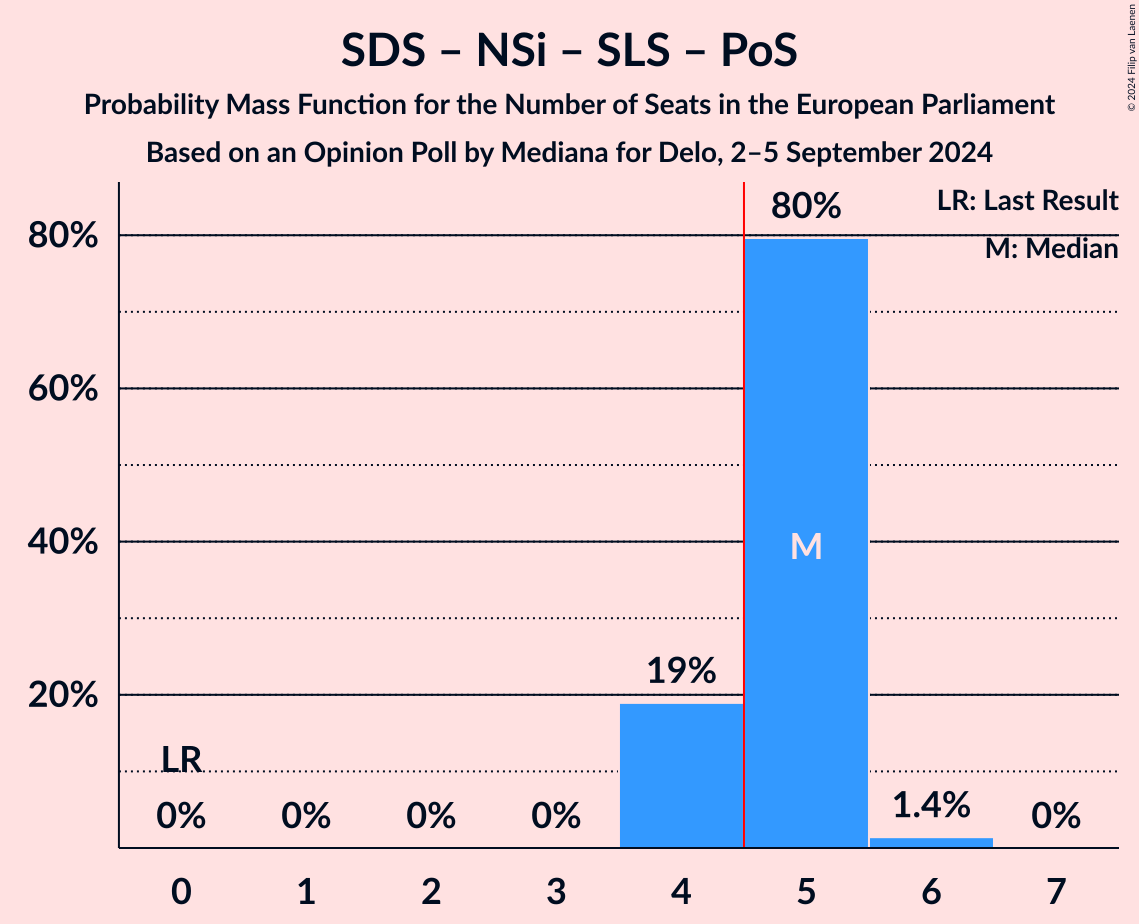 SDS – NSi – SLS – PoS
Probability Mass Function for the Number of Seats in the European Parliament
Based on an Opinion Poll by Mediana for Delo, 2–5 September 2024
© 2024 Filip van Laenen
LR: Last Result
M: Median
80%
60%
40%
20%
LR
0%
0%
0%
0%
19%
80%
M
1.4%
0%
0
1
2
3
4
5
6
7